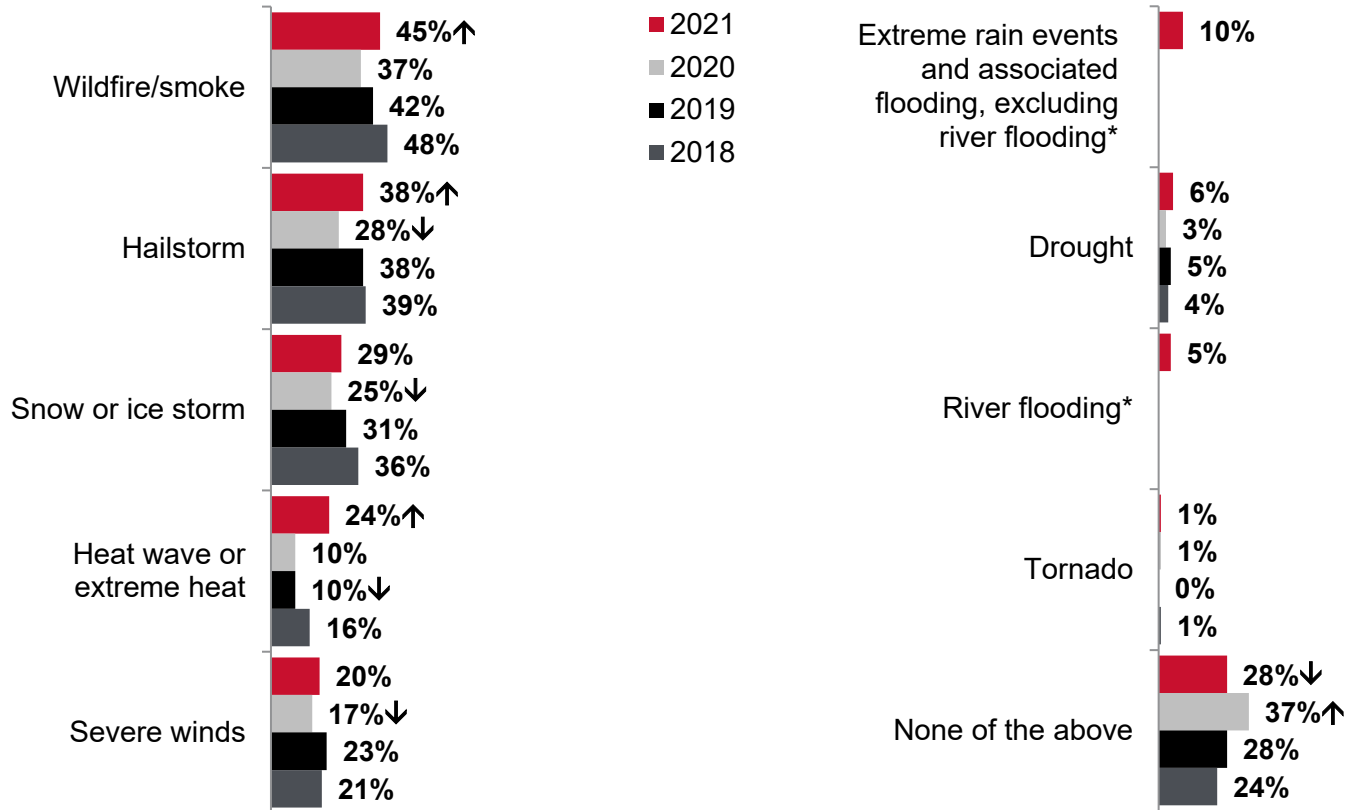 Wildfire/smoke
45%↑
37%
42%
48%
Hailstorm
38%↑
28%↓
38%
39%
Snow or ice storm
29%
25%↓
31%
36%
Heat wave or
extreme heat
24%↑
10%
10%↓
16%
Severe winds
20%
17%↓
23%
21%
2021
2020
2019
2018
Extreme rain events
and associated
flooding, excluding
river flooding*
10%
Drought
6%
3%
5%
4%
River flooding*
5%
Tornado
1%
1%
0%
1%
None of the above
28%↓
37%↑
28%
24%